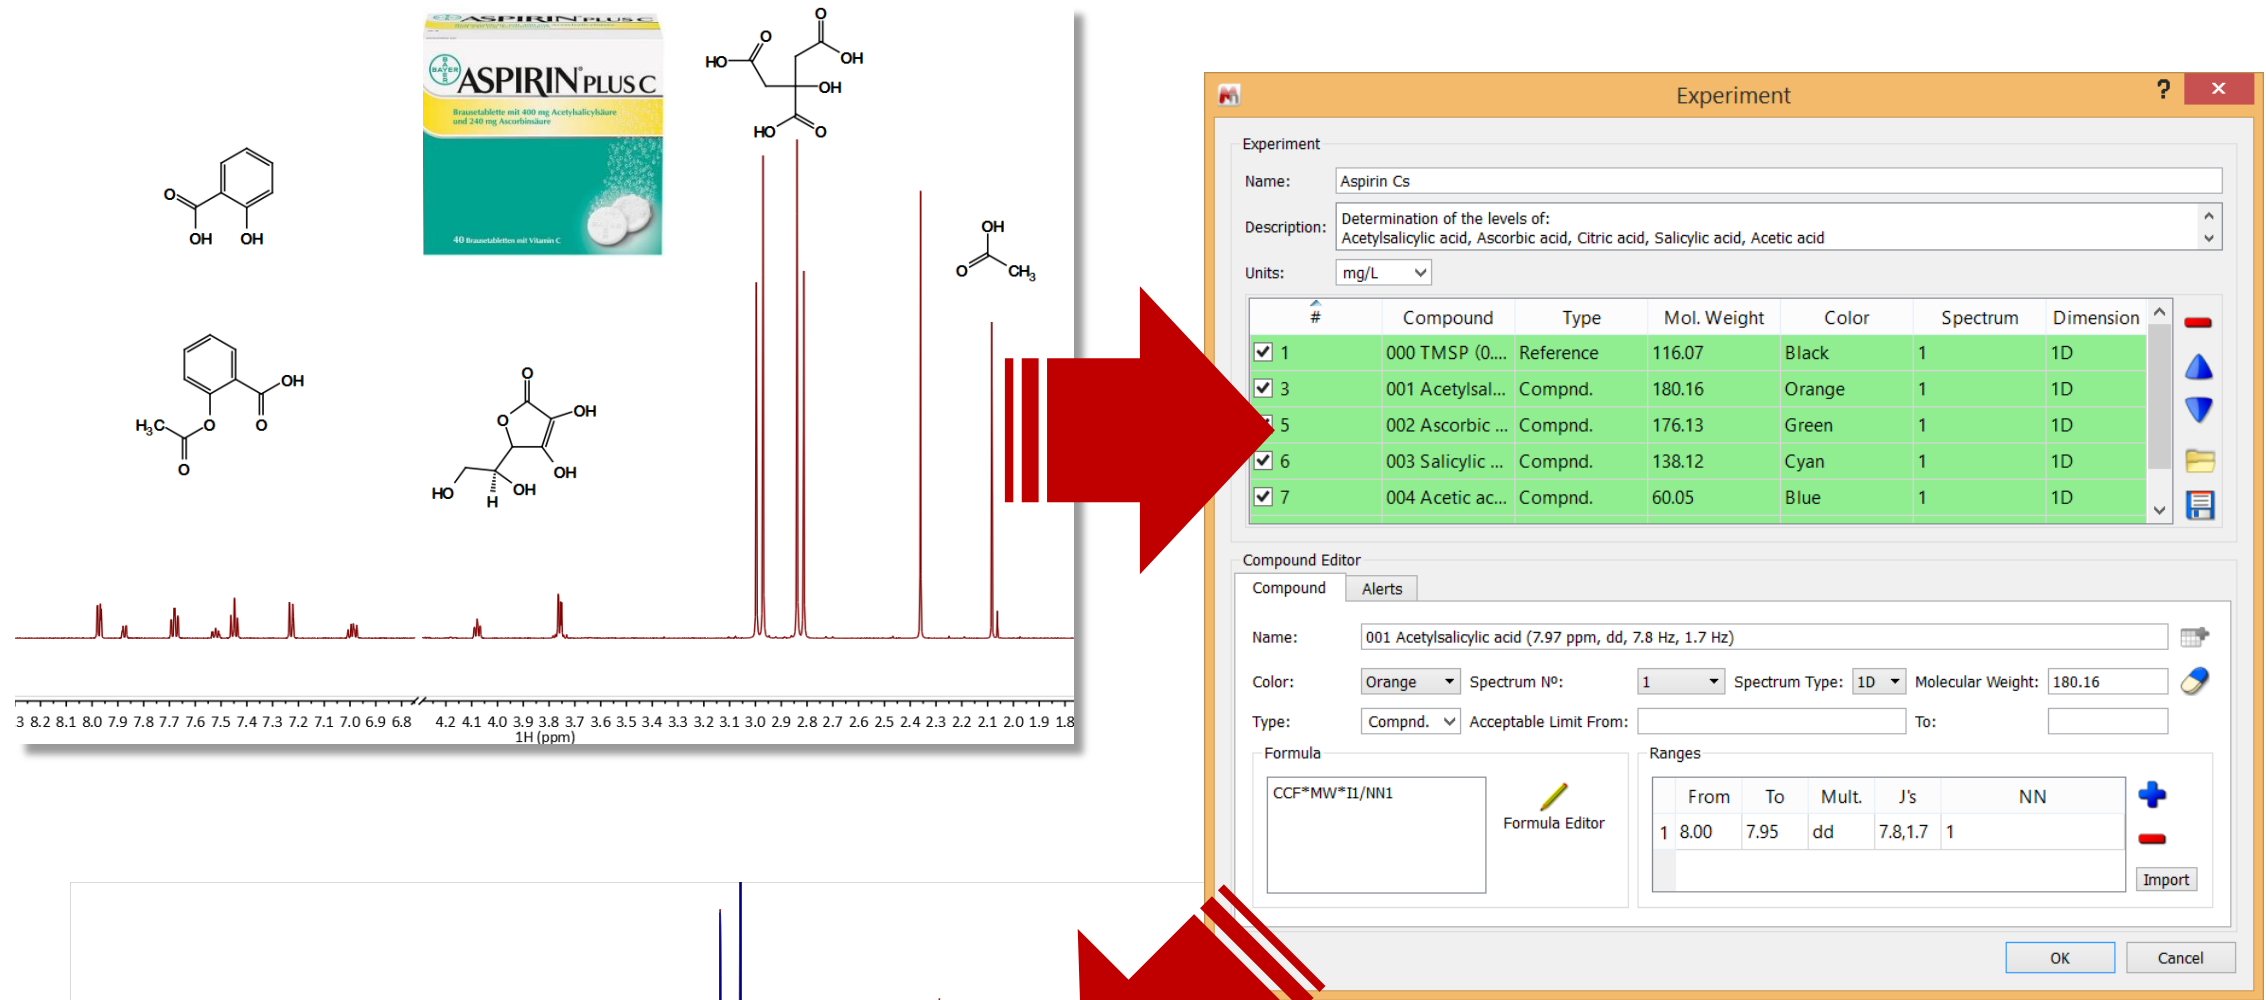 ASPIRIN PLUS C
BAYER
ASPIRIN® PLUS C
Brausetablette mit 400 mg Acetylsalicylsäure
und 240 mg Ascorbinsäure
40 Brausetabletten mit Vitamin C
O
O
HO
OH
OH
HO
O
O
OH
OH
OH
O
CH3
OH
H3C
O
O
O
O
O
OH
OH
HO
OH
H
3 8.2 8.1 8.0 7.9 7.8 7.7 7.6 7.5 7.4 7.3 7.2 7.1 7.0 6.9 6.8 4.2 4.1 4.0 3.9 3.8 3.7 3.6 3.5 3.4 3.3 3.2 3.1 3.0 2.9 2.8 2.7 2.6 2.5 2.4 2.3 2.2 2.1 2.0 1.9 1.8
1H (ppm)
Experiment ? ×
Experiment
Name: Aspirin Cs
Description: Determination of the levels of:
Acetylsalicylic acid, Ascorbic acid, Citric acid, Salicylic acid, Acetic acid
Units: mg/L
# Compound Type Mol. Weight Color Spectrum Dimension
1 000 TMSP (0.... Reference 116.07 Black 1 1D
3 001 Acetylsal... Compnd. 180.16 Orange 1 1D
5 002 Ascorbic ... Compnd. 176.13 Green 1 1D
6 003 Salicylic ... Compnd. 138.12 Cyan 1 1D
7 004 Acetic ac... Compnd. 60.05 Blue 1 1D
Compound Editor
Compound Alerts
Name: 001 Acetylsalicylic acid (7.97 ppm, dd, 7.8 Hz, 1.7 Hz)
Color: Orange Spectrum Nº: 1 Spectrum Type: 1D Molecular Weight: 180.16
Type: Compnd. Acceptable Limit From: To:
Formula
CCF*MW*I1/NN1
Formula Editor
Ranges
From To Mult. J's NN
1 8.00 7.95 dd 7.8,1.7 1
Import
OK Cancel